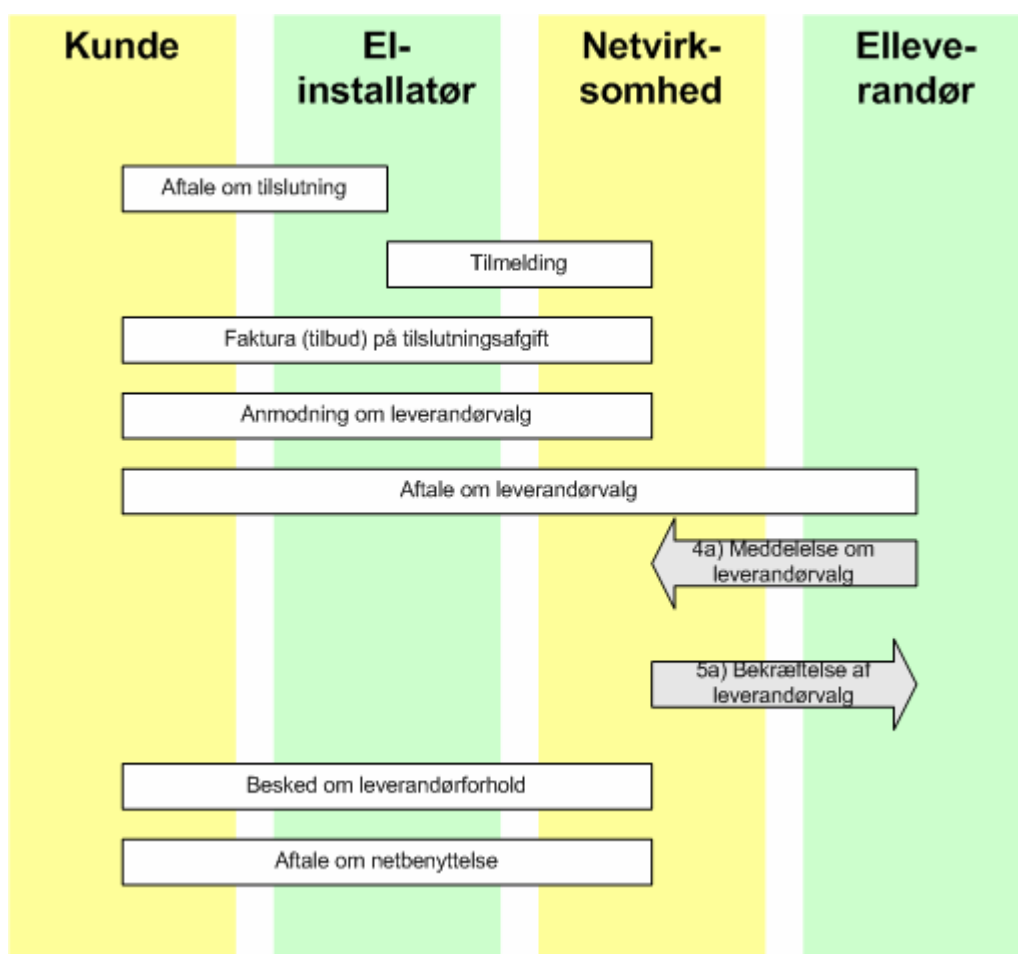 Kunde
El-
installatør
Netvirk-
somhed
Elleve-
randør
Aftale om tilslutning
Tilmelding
Faktura (tilbud) på tilslutningsafgift
Anmodning om leverandørvalg
Aftale om leverandørvalg
4a) Meddelelse om
leverandørvalg
5a) Bekræftelse af
leverandørvalg
Besked om leverandørforhold
Aftale om netbenyttelse